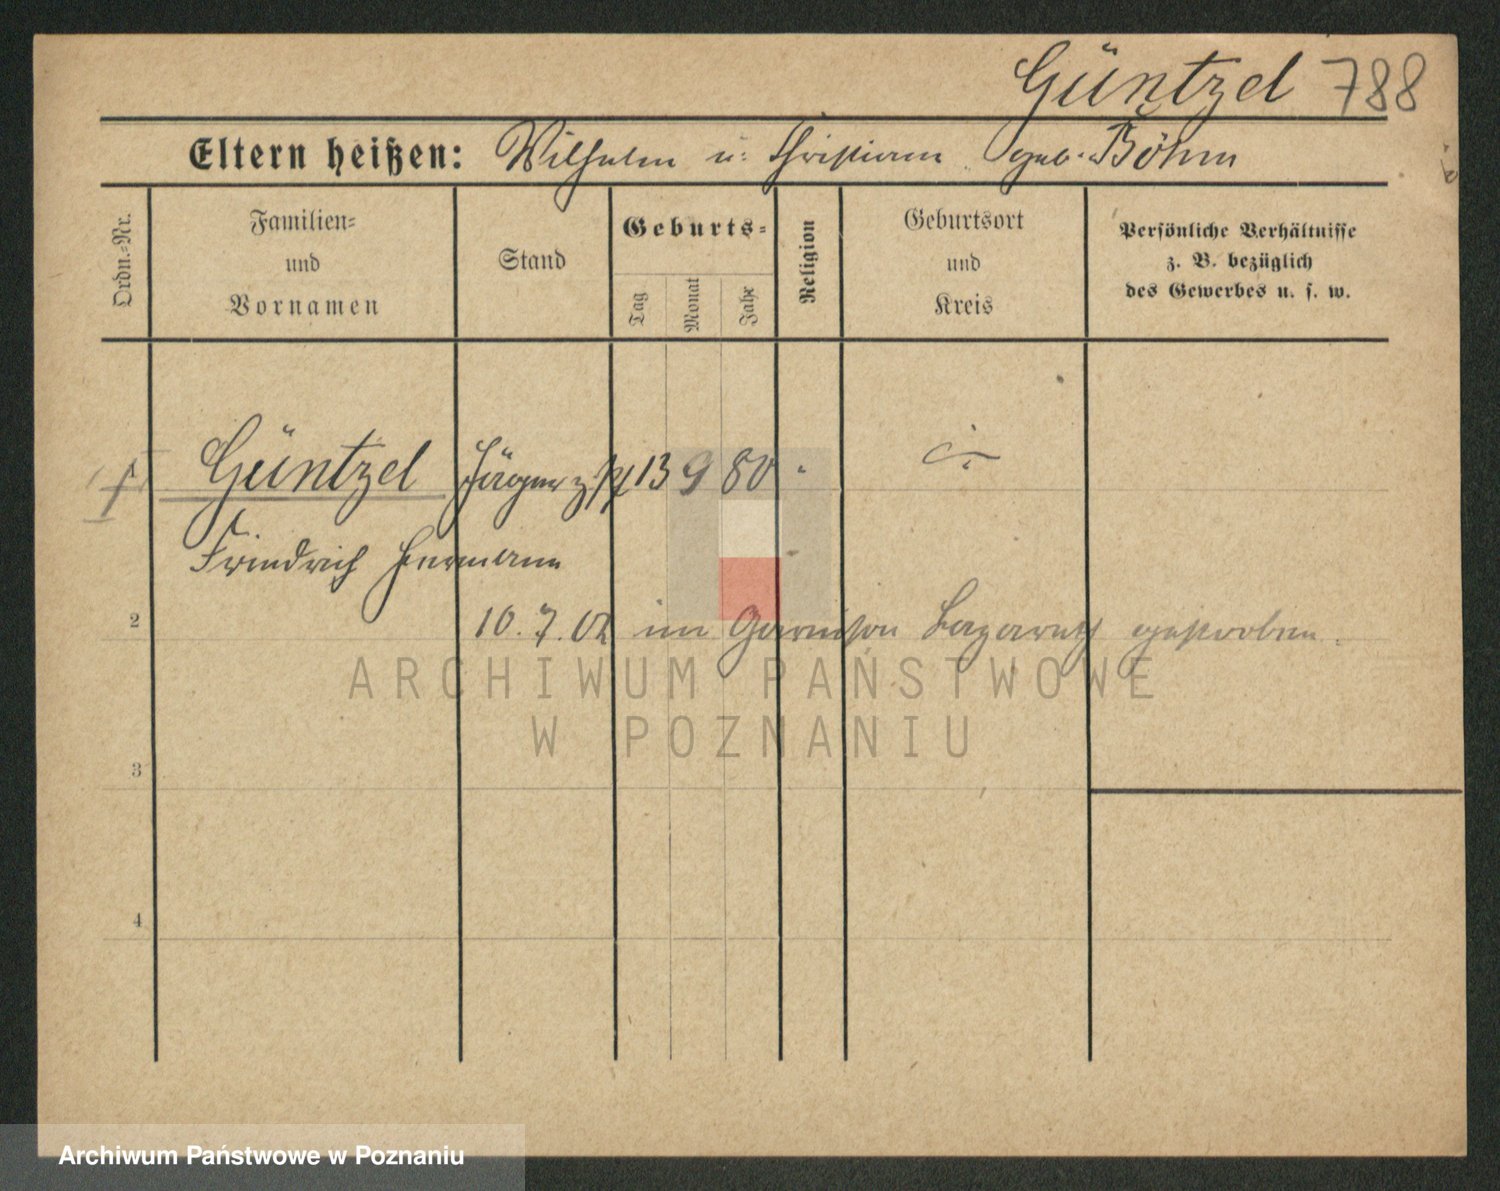 Güntzel 788
Eltern heißen: Wilhelm u: Christiane geb. Böhm
Ordn.-Nr.
Familien-
und
Vornamen
Stand
Geburts-
Tag
Monat
Jahr
Religion
Geburtsort
und
Kreis
Persönliche Verhältnisse
z. B. bezüglich
des Gewerbes u. s. w.
Güntzel Jäger z. Pf 13 9 80
Friedrich Hermann
2 10. 7. 02 im Garnison Lazareth gestorben.
ARCHIWUM PAŃSTWOWE
W POZNANIU
3
4
Archiwum Państwowe w Poznaniu